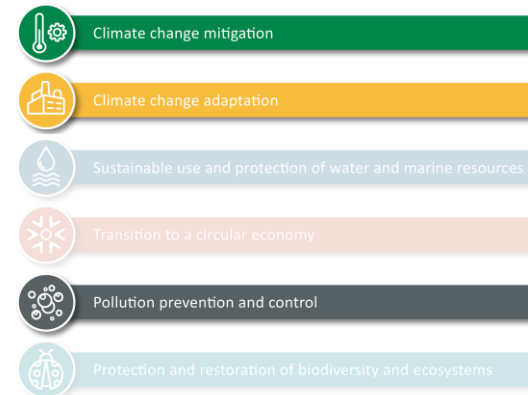 Climate change mitigation
Climate change adaptation
Sustainable use and protection of water and marine resources
Transition to a circular economy
Pollution prevention and control
Protection and restoration of biodiversity and ecosystems